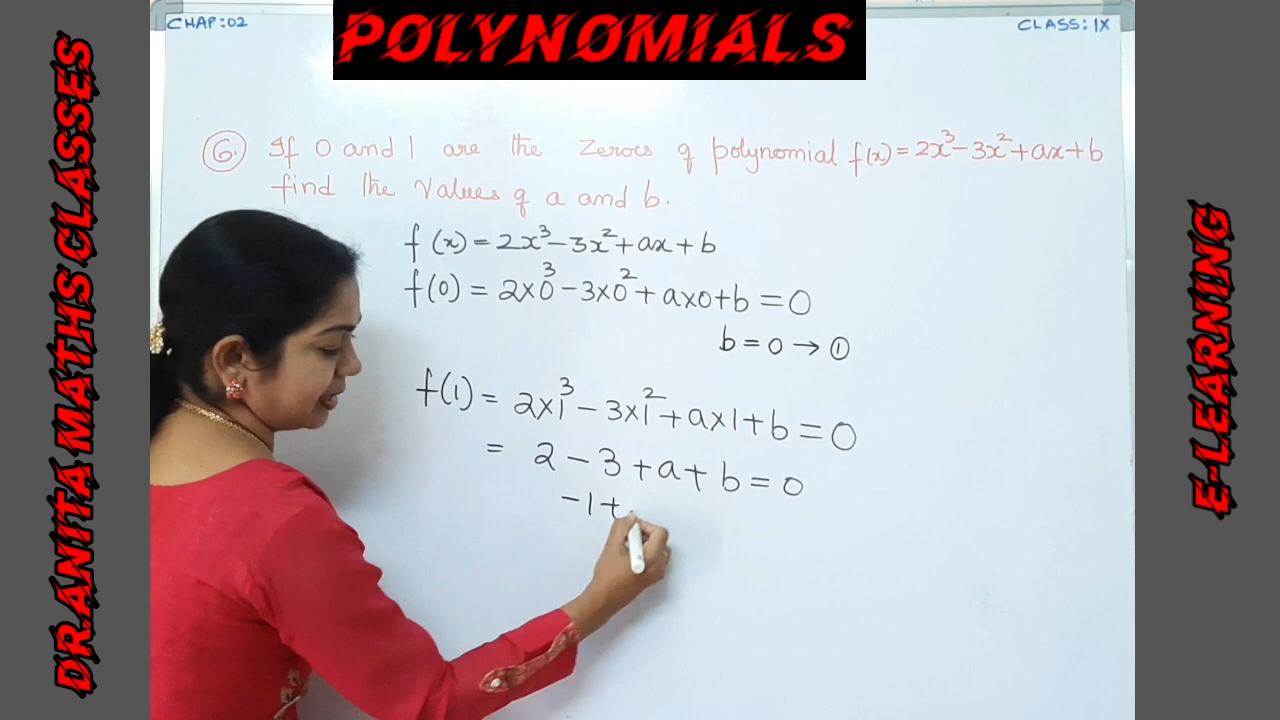 CHAP:02
POLYNOMIALS
CLASS: IX
DR.ANITA MATHS CLASSES
E-LEARNING
6. If 0 and 1 are the zeroes of polynomial f(x) = 2x³ - 3x² + ax + b
find the values of a and b.
f(x) = 2x³ - 3x² + ax + b
f(0) = 2×0³ - 3×0² + a×0 + b = 0
b = 0 → ①
f(1) = 2×1³ - 3×1² + a×1 + b = 0
= 2 - 3 + a + b = 0
-1 +